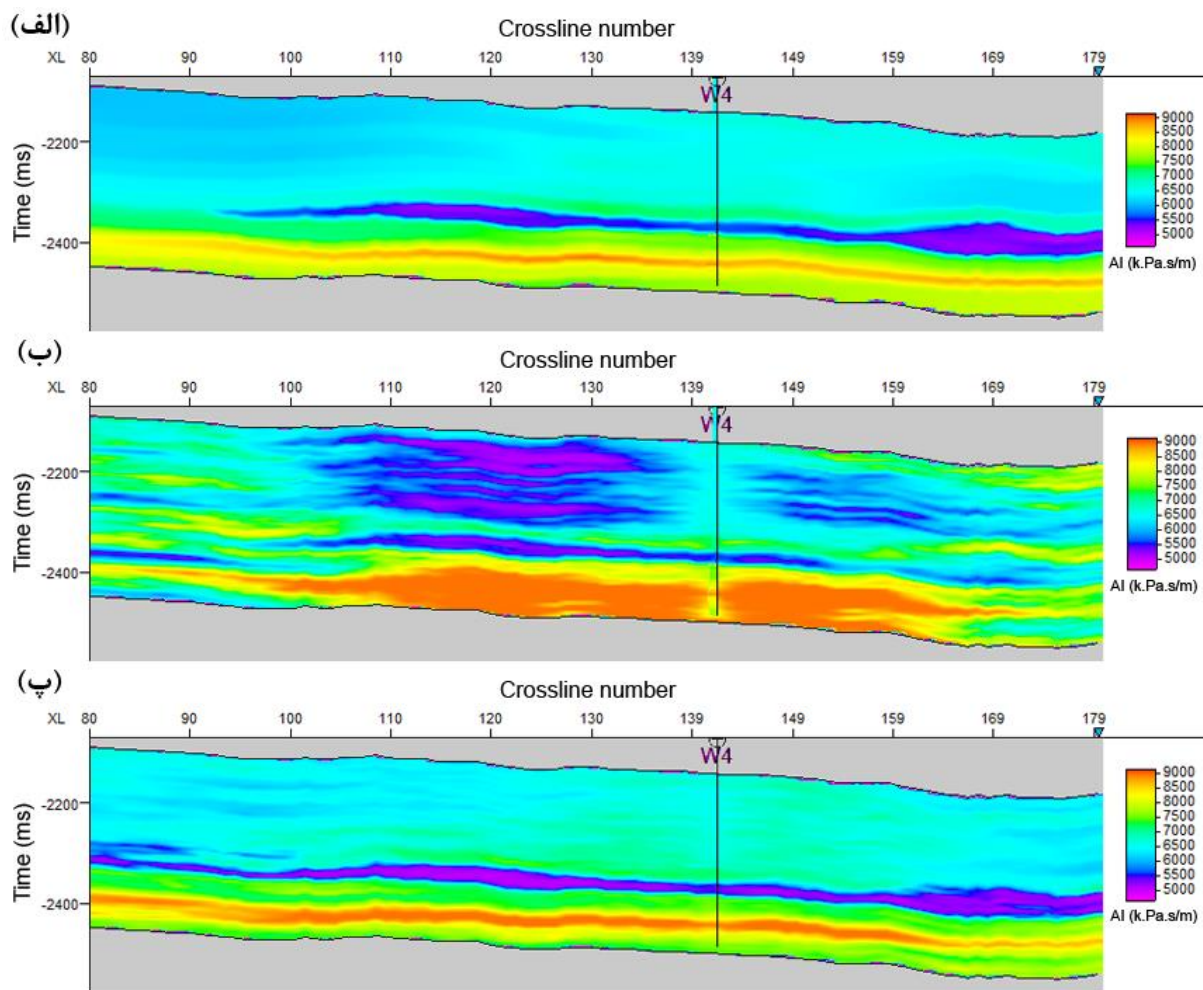 (الف)
Crossline number
XL 80 90 100 110 120 130 139 149 159 169 179
W4
Time (ms)
-2200
-2400
9000
8500
8000
7500
7000
6500
6000
5500
5000
AI (k.Pa.s/m)
(ب)
Crossline number
XL 80 90 100 110 120 130 139 149 159 169 179
W4
Time (ms)
-2200
-2400
9000
8500
8000
7500
7000
6500
6000
5500
5000
AI (k.Pa.s/m)
(پ)
Crossline number
XL 80 90 100 110 120 130 139 149 159 169 179
W4
Time (ms)
-2200
-2400
9000
8500
8000
7500
7000
6500
6000
5500
5000
AI (k.Pa.s/m)